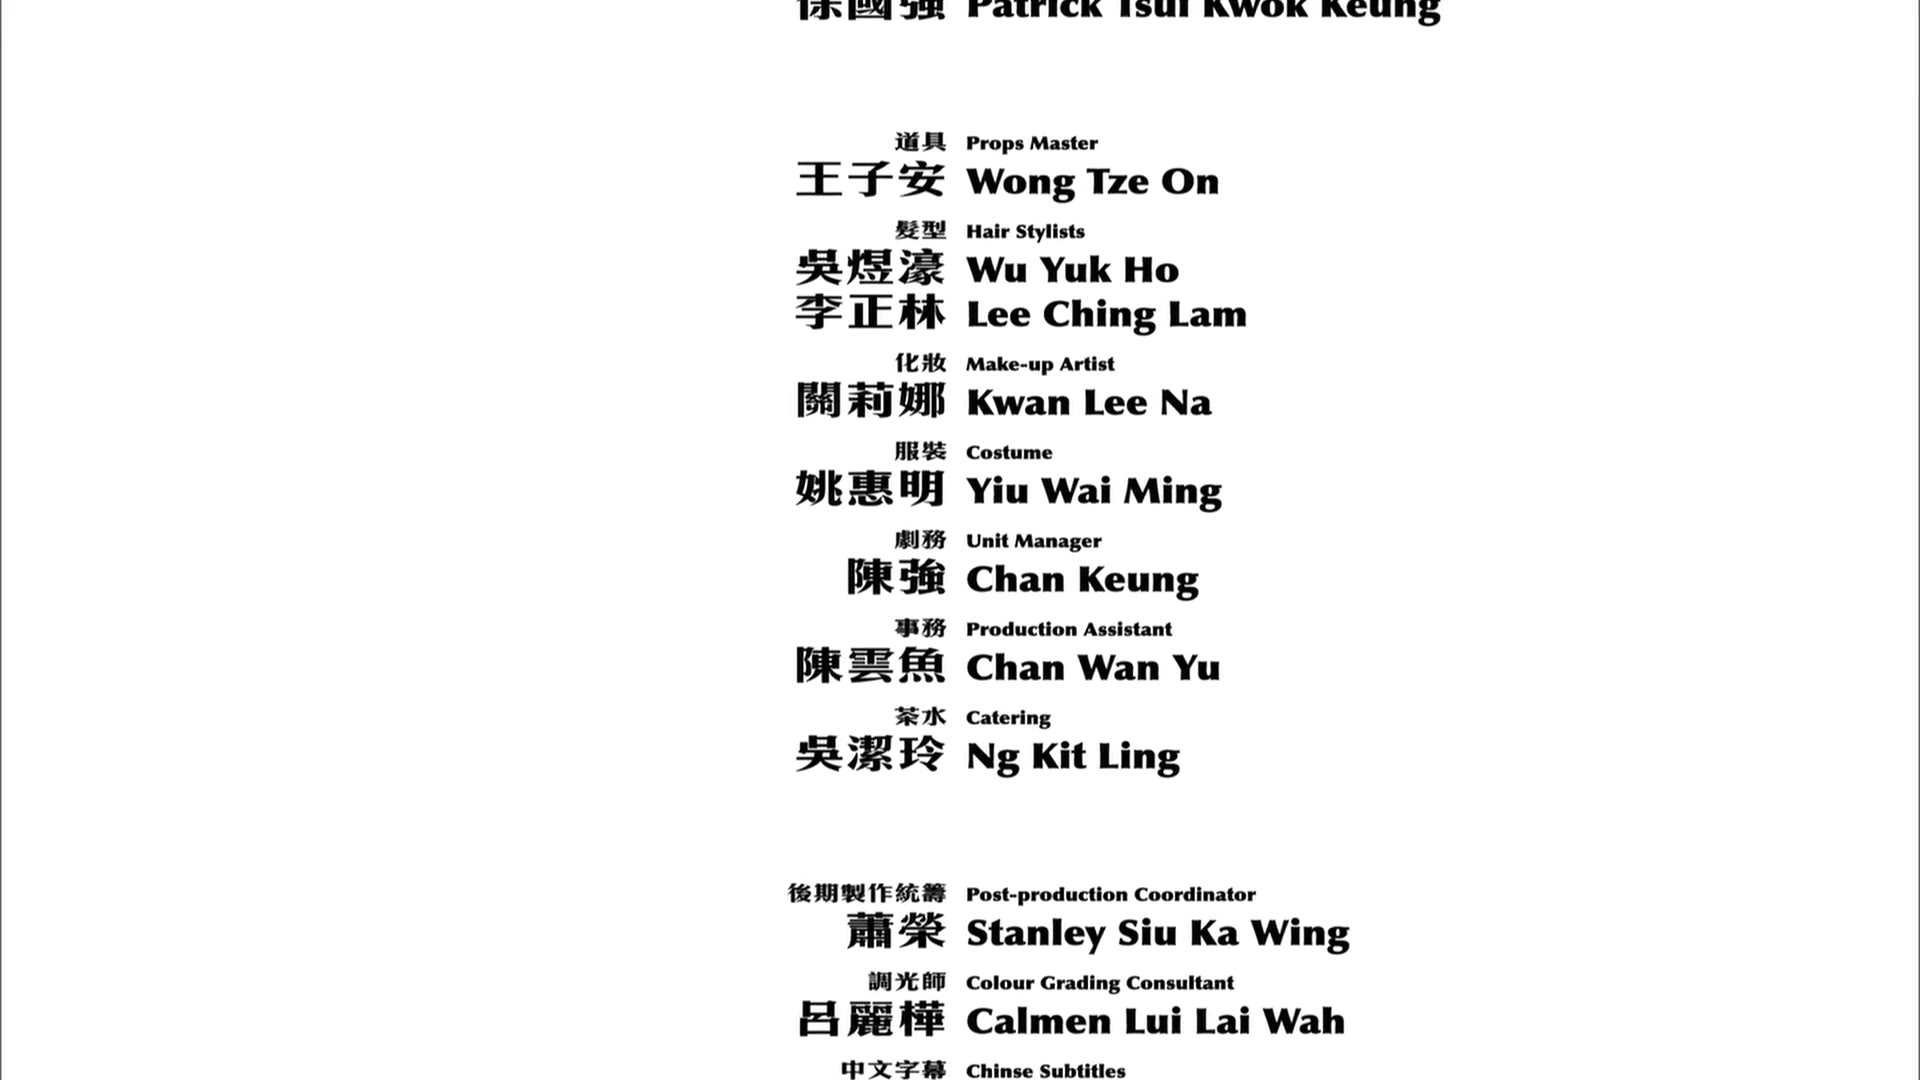 徐國強 Patrick Tsui Kwok Keung
道具 Props Master
王子安 Wong Tze On
髮型 Hair Stylists
吳煜濠 Wu Yuk Ho
李正林 Lee Ching Lam
化妝 Make-up Artist
關莉娜 Kwan Lee Na
服裝 Costume
姚惠明 Yiu Wai Ming
劇務 Unit Manager
陳強 Chan Keung
事務 Production Assistant
陳雲魚 Chan Wan Yu
茶水 Catering
吳潔玲 Ng Kit Ling
後期製作統籌 Post-production Coordinator
蕭榮 Stanley Siu Ka Wing
調光師 Colour Grading Consultant
呂麗樺 Calmen Lui Lai Wah
中文字幕 Chinse Subtitles